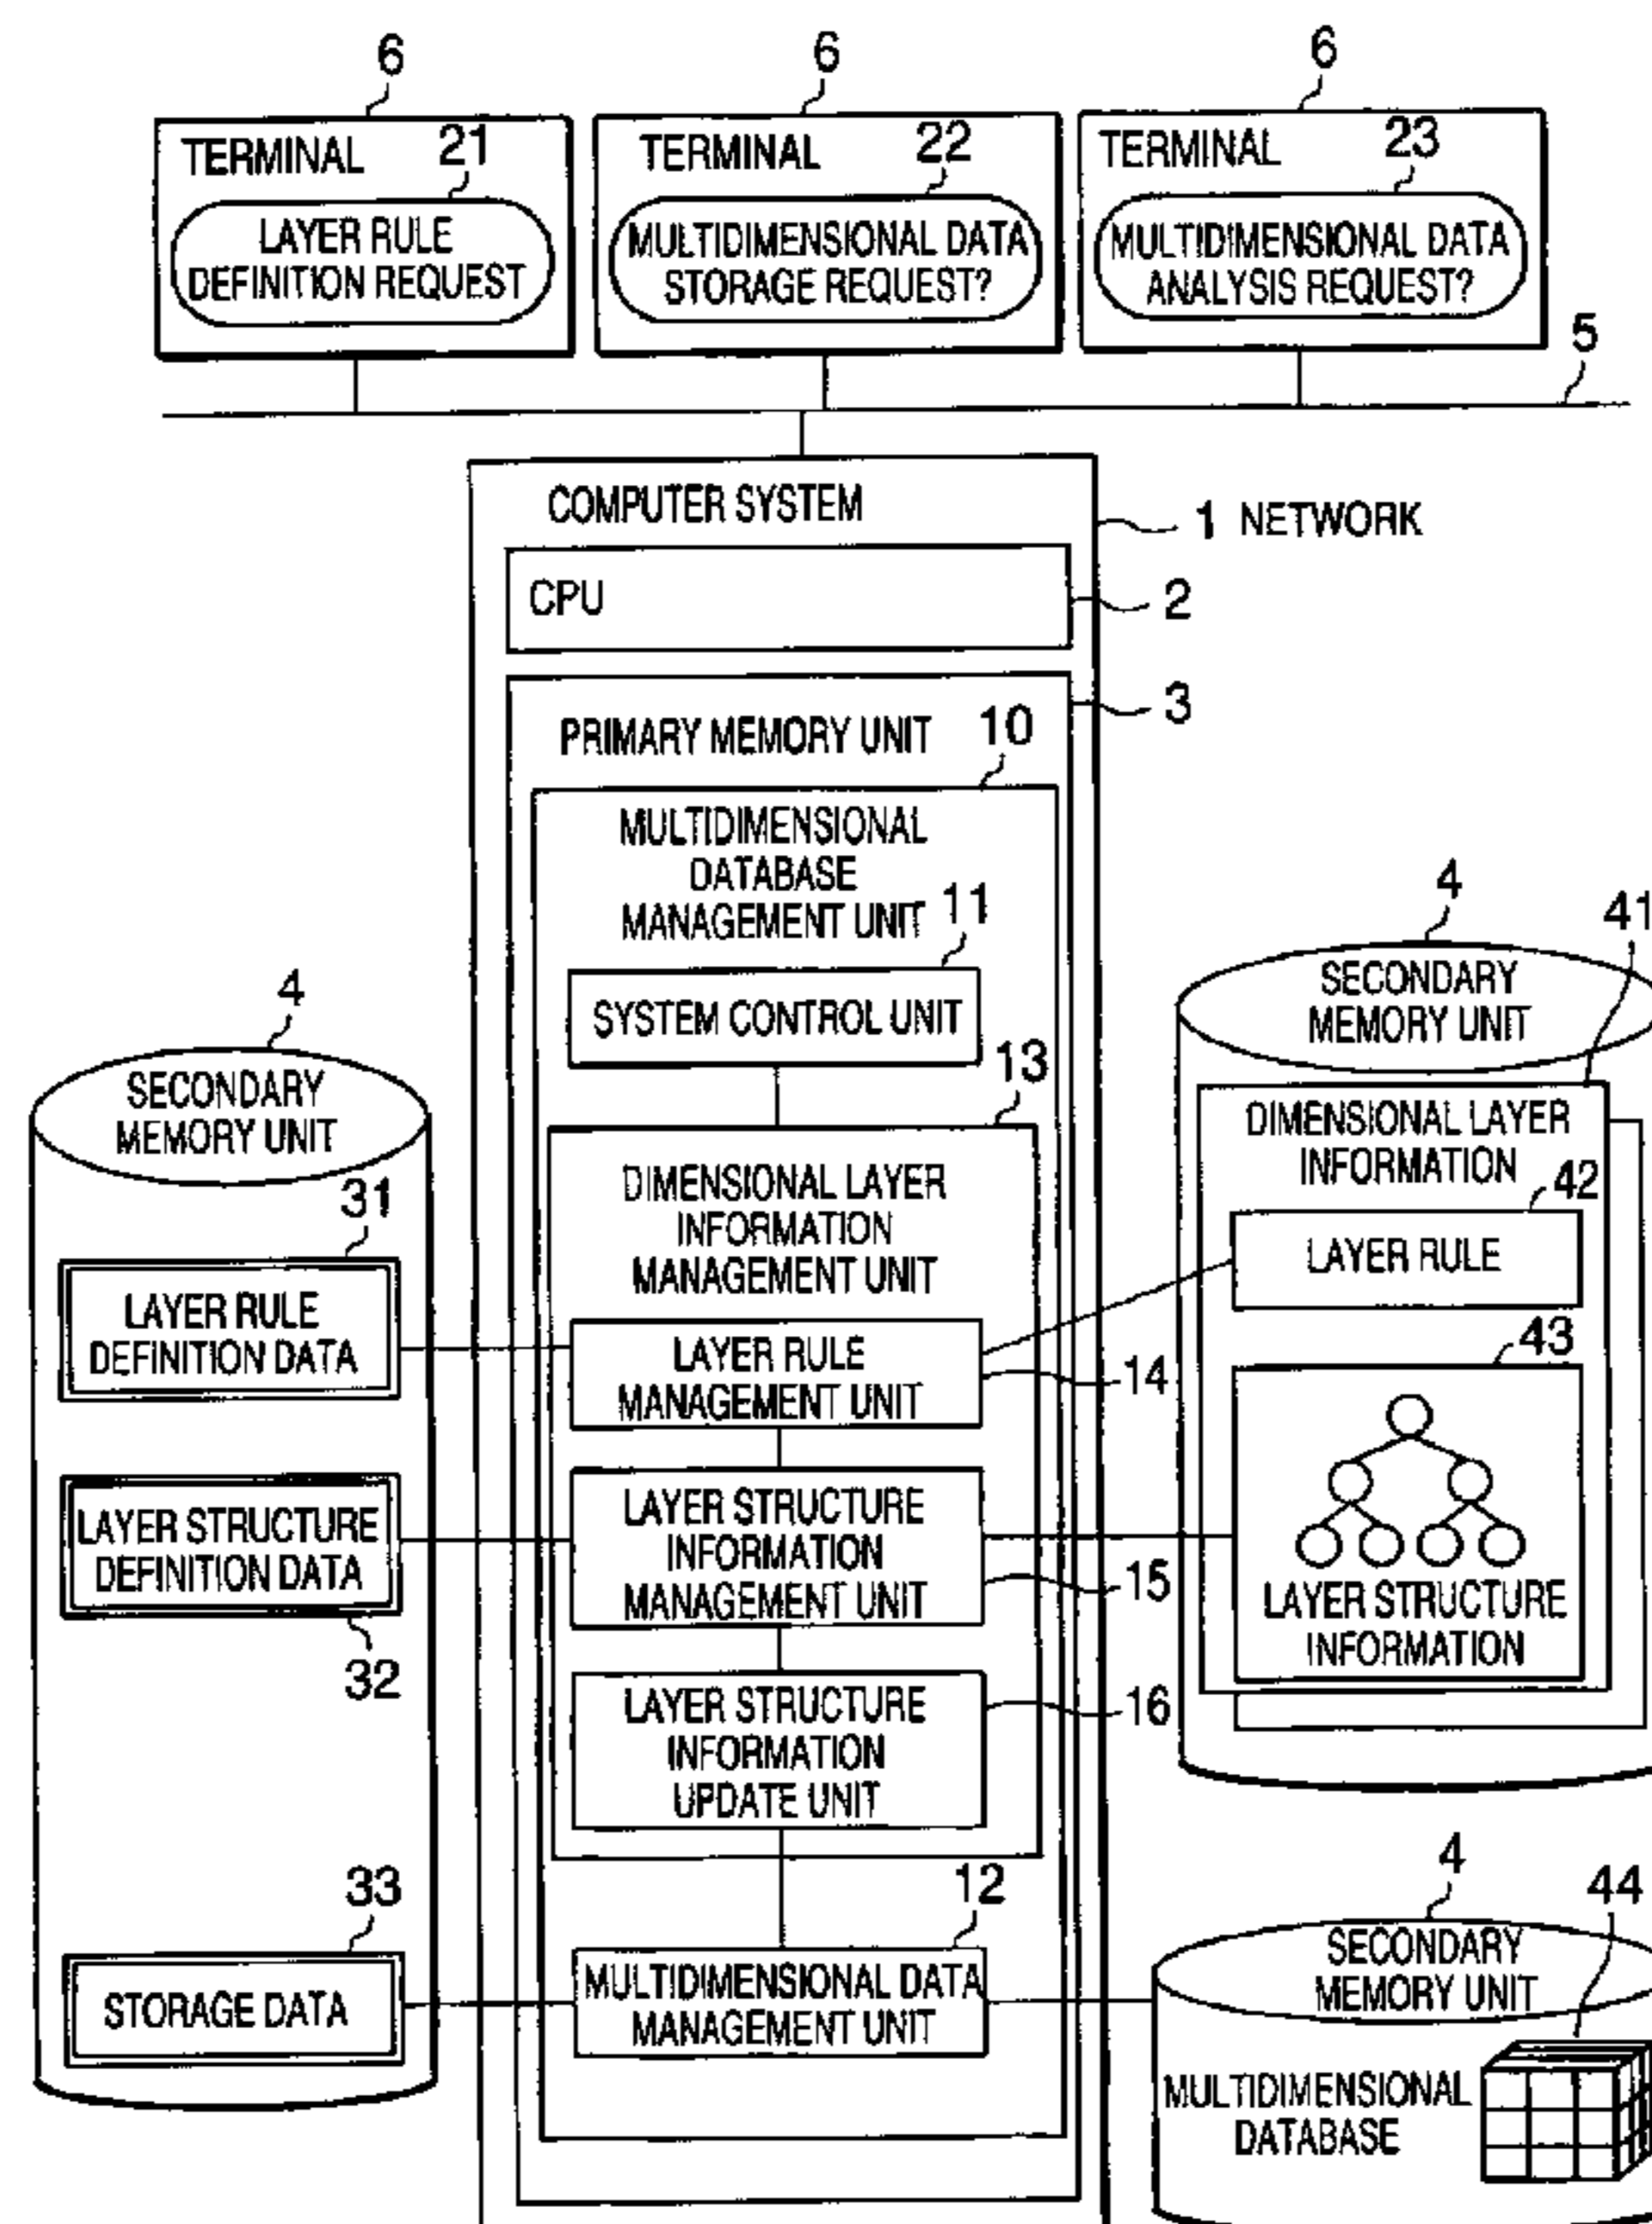 6
6
6
TERMINAL
21
LAYER RULE
DEFINITION REQUEST
TERMINAL
22
MULTIDIMENSIONAL DATA
STORAGE REQUEST?
TERMINAL
23
MULTIDIMENSIONAL DATA
ANALYSIS REQUEST?
5
COMPUTER SYSTEM
1 NETWORK
CPU
2
3
PRIMARY MEMORY UNIT
10
MULTIDIMENSIONAL
DATABASE
MANAGEMENT UNIT
11
SYSTEM CONTROL UNIT
13
DIMENSIONAL LAYER
INFORMATION
MANAGEMENT UNIT
LAYER RULE
MANAGEMENT UNIT
14
LAYER STRUCTURE
INFORMATION
MANAGEMENT UNIT
15
LAYER STRUCTURE
INFORMATION
UPDATE UNIT
16
12
MULTIDIMENSIONAL DATA
MANAGEMENT UNIT
4
SECONDARY
MEMORY UNIT
31
LAYER RULE
DEFINITION DATA
LAYER STRUCTURE
DEFINITION DATA
32
33
STORAGE DATA
4
41
SECONDARY
MEMORY UNIT
DIMENSIONAL LAYER
INFORMATION
42
LAYER RULE
43
LAYER STRUCTURE
INFORMATION
4
44
SECONDARY
MEMORY UNIT
MULTIDIMENSIONAL
DATABASE